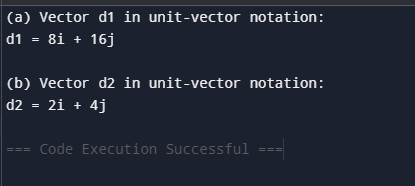 (a) Vector d1 in unit-vector notation:
d1 = 8i + 16j
(b) Vector d2 in unit-vector notation:
d2 = 2i + 4j
=== Code Execution Successful ===